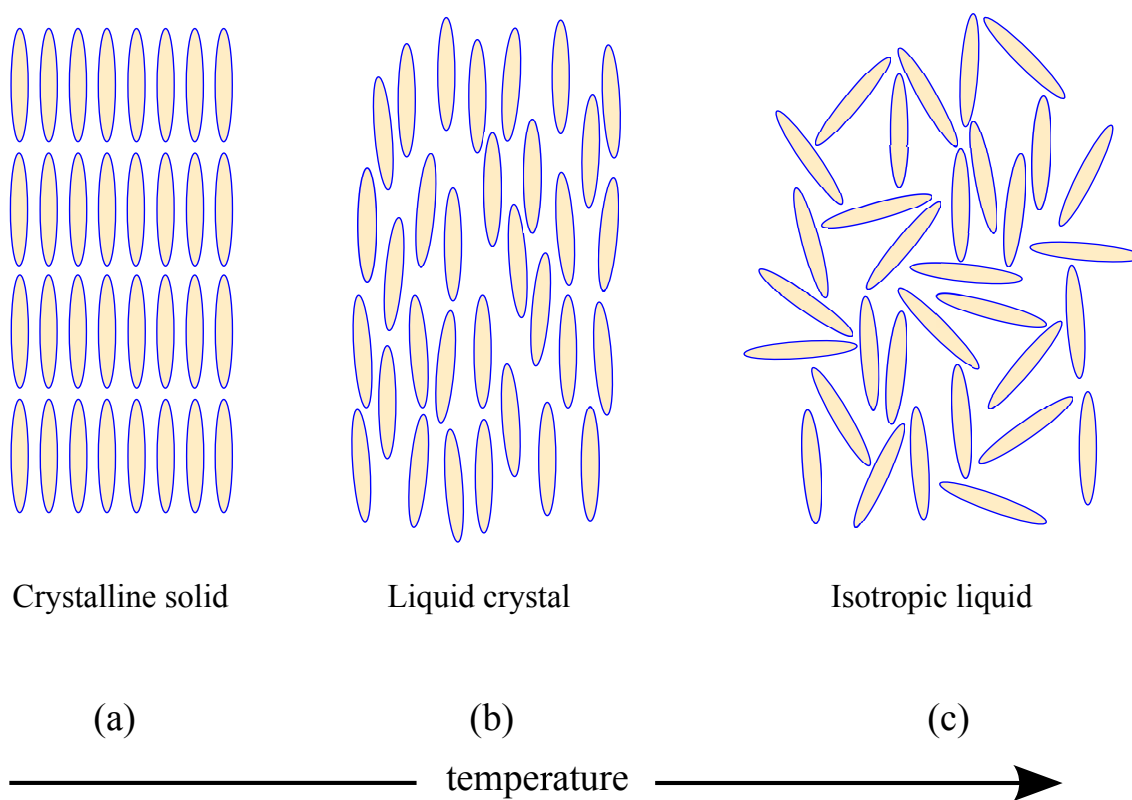 Crystalline solid
Liquid crystal
Isotropic liquid
(a)
(b)
(c)
temperature